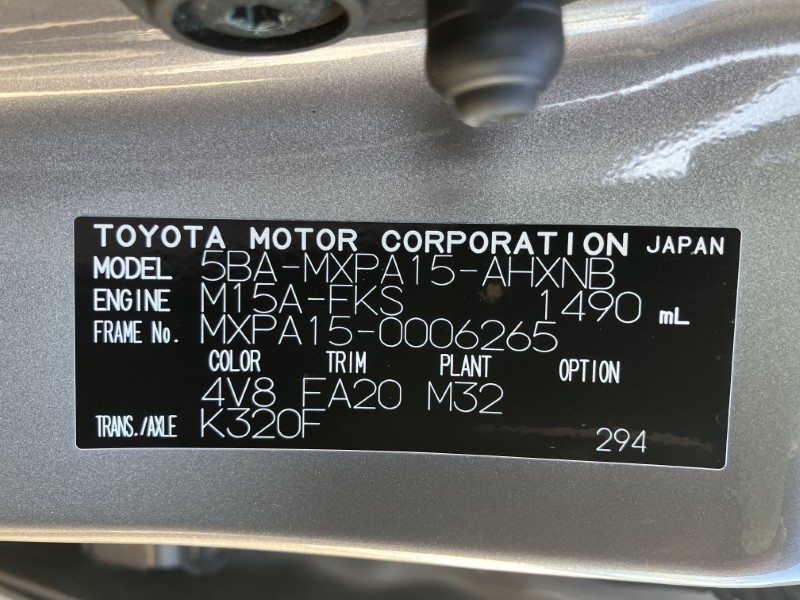 TOYOTA MOTOR CORPORATION JAPAN
MODEL 5BA-MXPA15-AHXNB
ENGINE M15A-FKS 1490 mL
FRAME No. MXPA15-0006265
COLOR TRIM PLANT OPTION
4V8 FA20 M32
TRANS./AXLE K320F 294